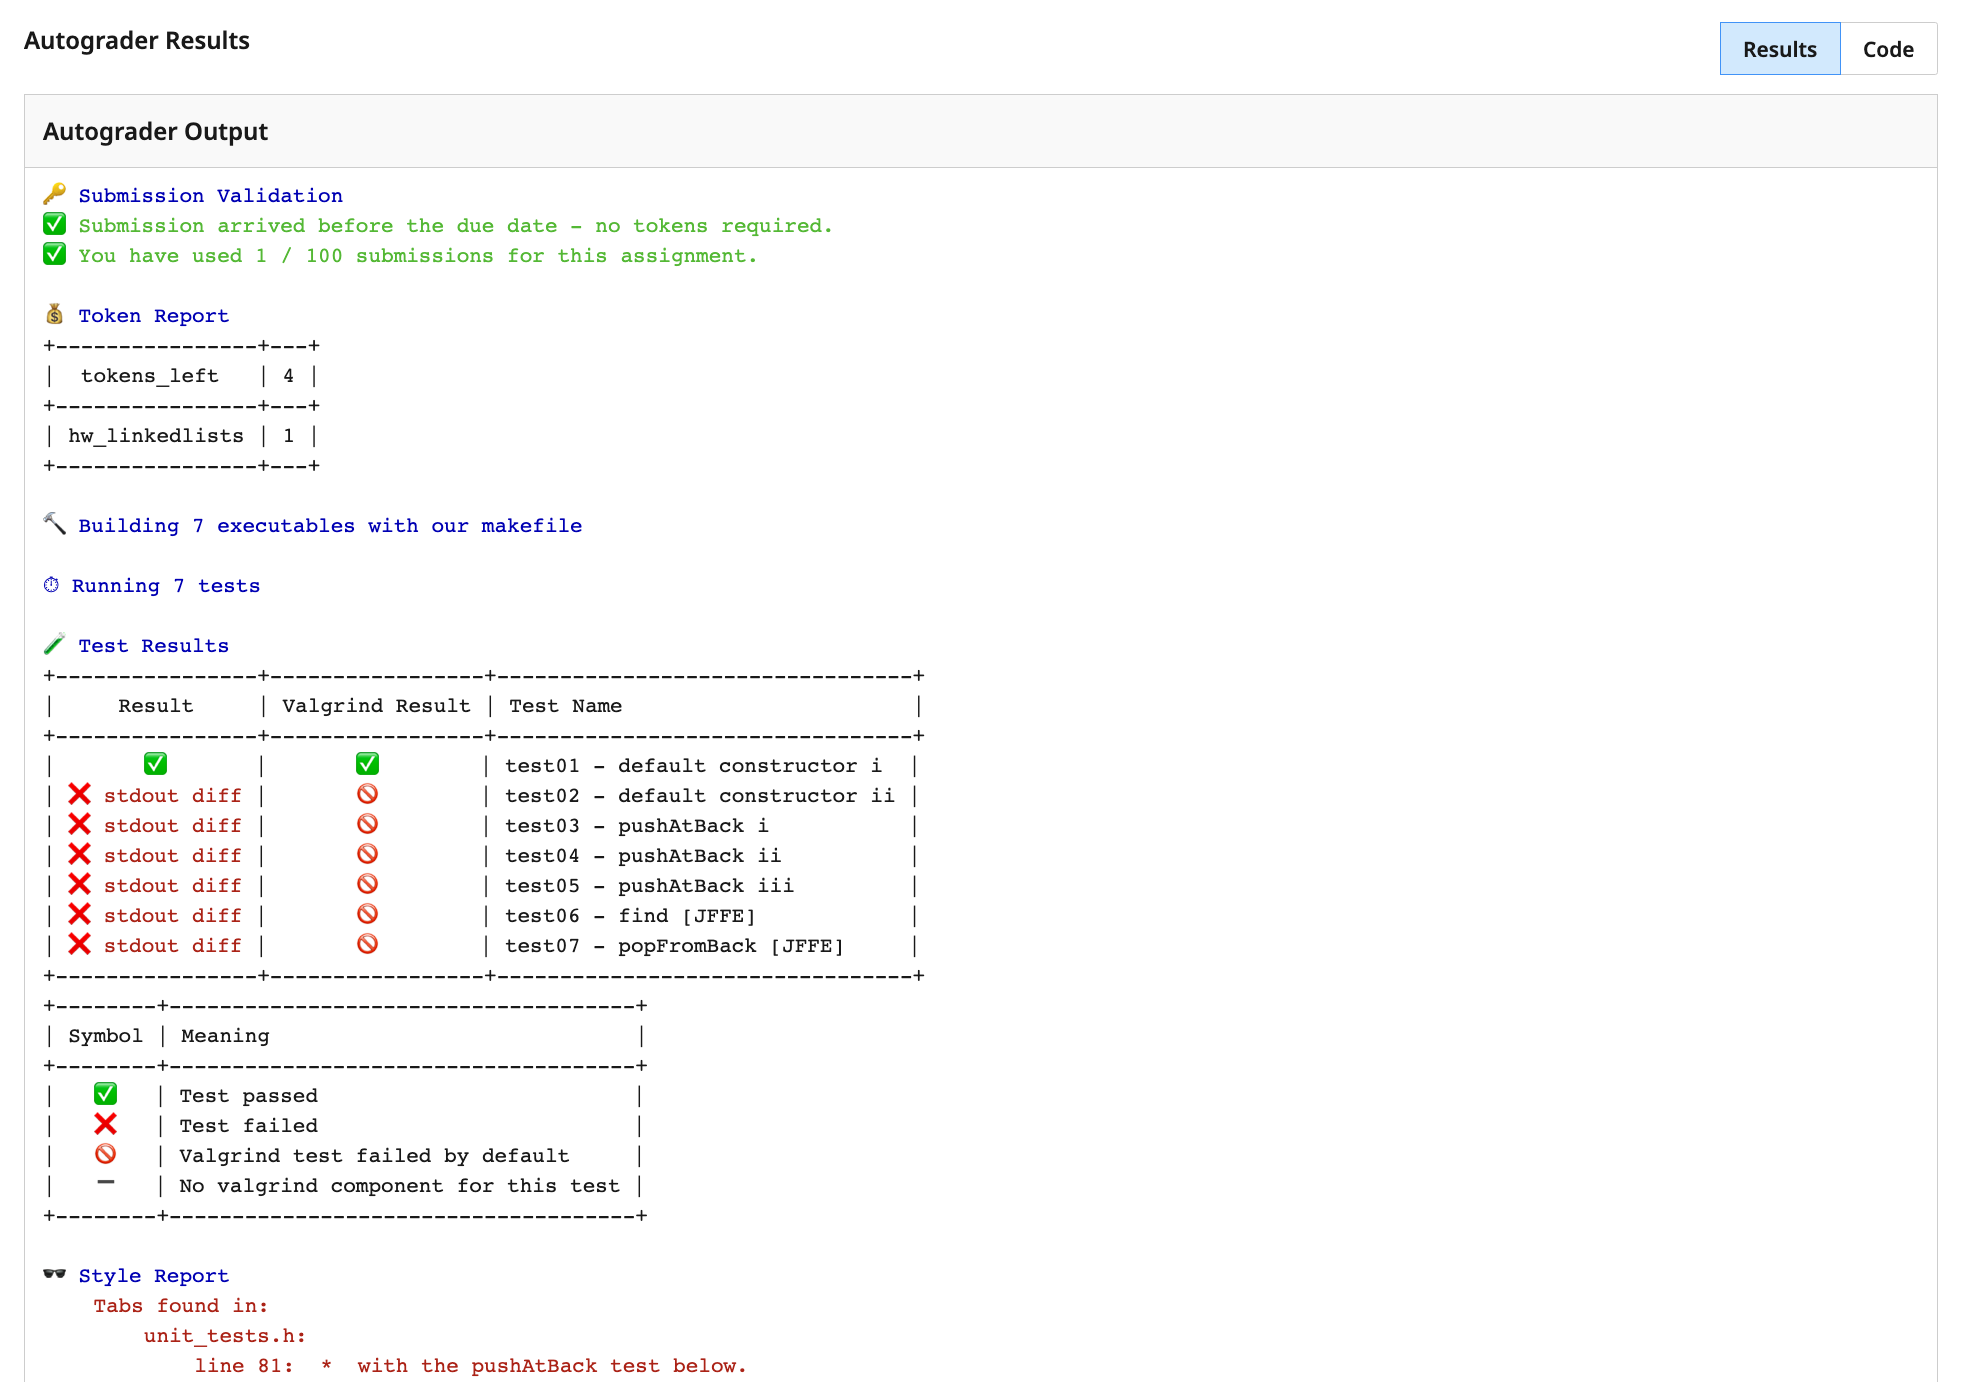 Autograder Results
Results
Code
Autograder Output
🔑 Submission Validation
✅ Submission arrived before the due date - no tokens required.
✅ You have used 1 / 100 submissions for this assignment.
💰 Token Report
+----------------+---+
|  tokens_left   | 4 |
+----------------+---+
| hw_linkedlists | 1 |
+----------------+---+
🔨 Building 7 executables with our makefile
⏱ Running 7 tests
🧪 Test Results
+----------------+-----------------+---------------------------------+
|     Result     | Valgrind Result | Test Name                       |
+----------------+-----------------+---------------------------------+
|       ✅       |       ✅        | test01 - default constructor i  |
| ❌ stdout diff |       🚫        | test02 - default constructor ii |
| ❌ stdout diff |       🚫        | test03 - pushAtBack i           |
| ❌ stdout diff |       🚫        | test04 - pushAtBack ii          |
| ❌ stdout diff |       🚫        | test05 - pushAtBack iii         |
| ❌ stdout diff |       🚫        | test06 - find [JFFE]            |
| ❌ stdout diff |       🚫        | test07 - popFromBack [JFFE]     |
+----------------+-----------------+---------------------------------+
+--------+-------------------------------------+
| Symbol | Meaning                             |
+--------+-------------------------------------+
|   ✅   | Test passed                         |
|   ❌   | Test failed                         |
|   🚫   | Valgrind test failed by default     |
|   ➖   | No valgrind component for this test |
+--------+-------------------------------------+
🕶 Style Report
Tabs found in:
unit_tests.h:
line 81:  *  with the pushAtBack test below.